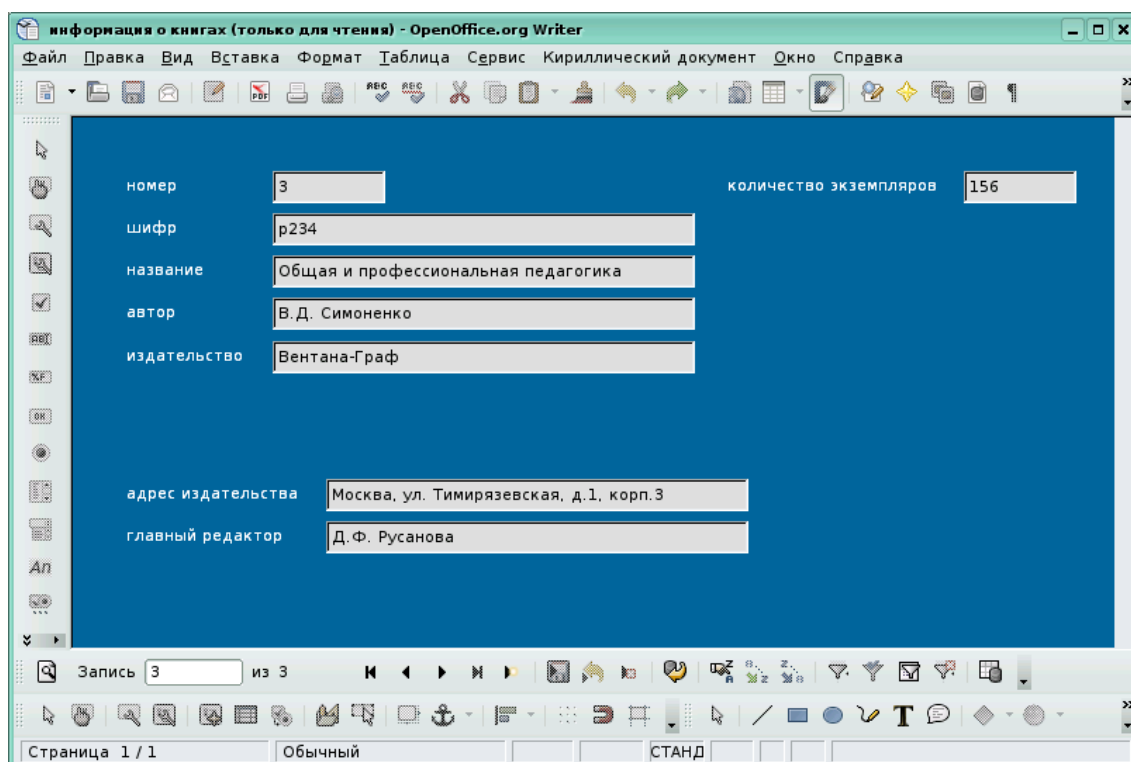 информация о книгах (только для чтения) - OpenOffice.org Writer
Файл Правка Вид Вставка Формат Таблица Сервис Кириллический документ Окно Справка
номер 3 количество экземпляров 156
шифр р234
название Общая и профессиональная педагогика
автор В.Д. Симоненко
издательство Вентана-Граф
адрес издательства Москва, ул. Тимирязевская, д.1, корп.3
главный редактор Д.Ф. Русанова
Запись 3 из 3
Страница 1 / 1 Обычный СТАНД